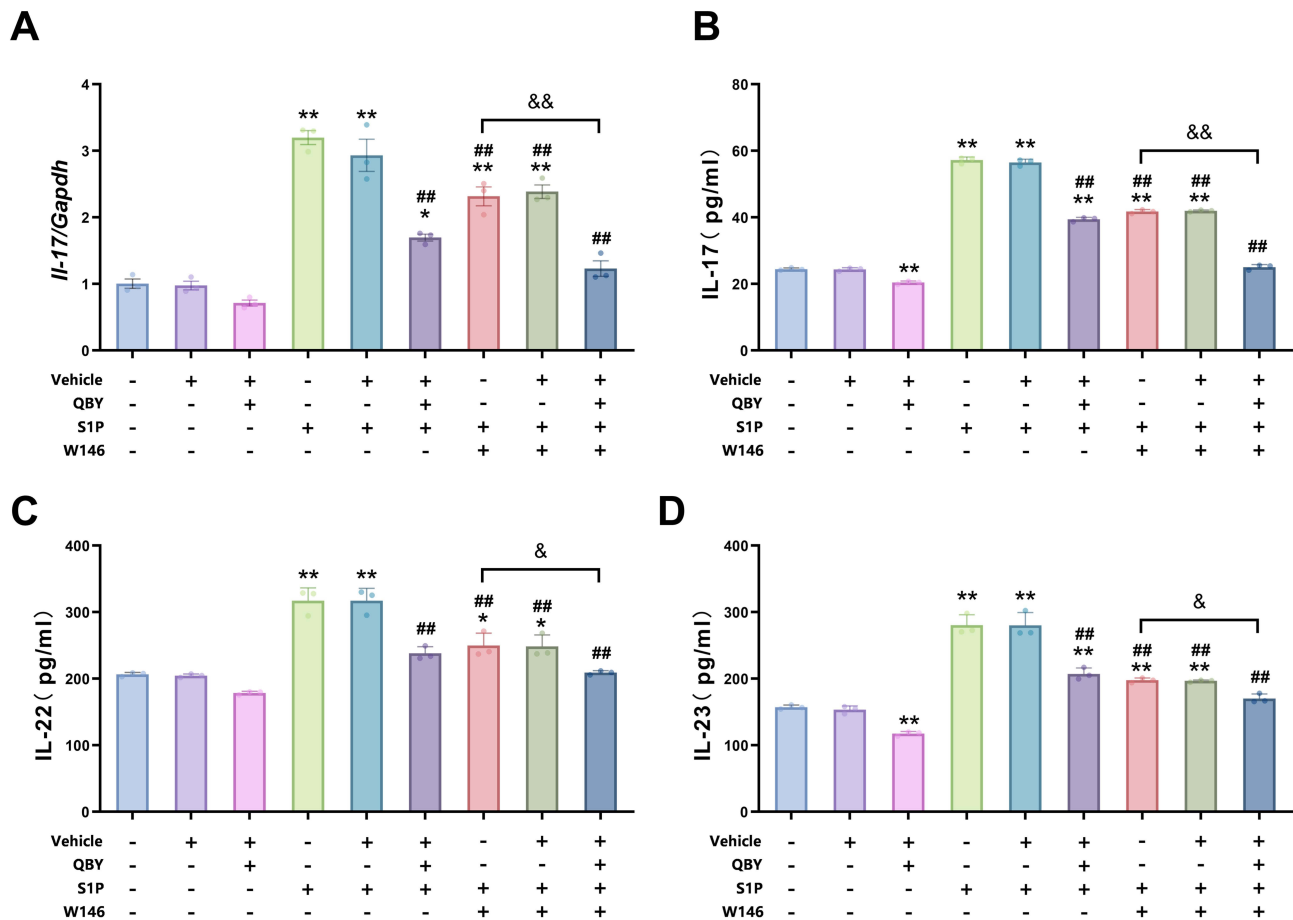 A
4
3
2
1
0
Il-17/Gapdh
** ** ## * ## ** ## ** && ##
Vehicle - + + - + + - + +
QBY - - + - - + - - +
S1P - - - + + + + + +
W146 - - - - - - + + +
B
80
60
40
20
0
IL-17( pg/ml)
** ** ** ## ** ## ** ## ** && ##
Vehicle - + + - + + - + +
QBY - - + - - + - - +
S1P - - - + + + + + +
W146 - - - - - - + + +
C
400
300
200
100
0
IL-22( pg/ml)
** ** ## ## * ## * & ##
Vehicle - + + - + + - + +
QBY - - + - - + - - +
S1P - - - + + + + + +
W146 - - - - - - + + +
D
400
300
200
100
0
IL-23( pg/ml)
** ** ** ## ** ## ** ## ** & ##
Vehicle - + + - + + - + +
QBY - - + - - + - - +
S1P - - - + + + + + +
W146 - - - - - - + + +